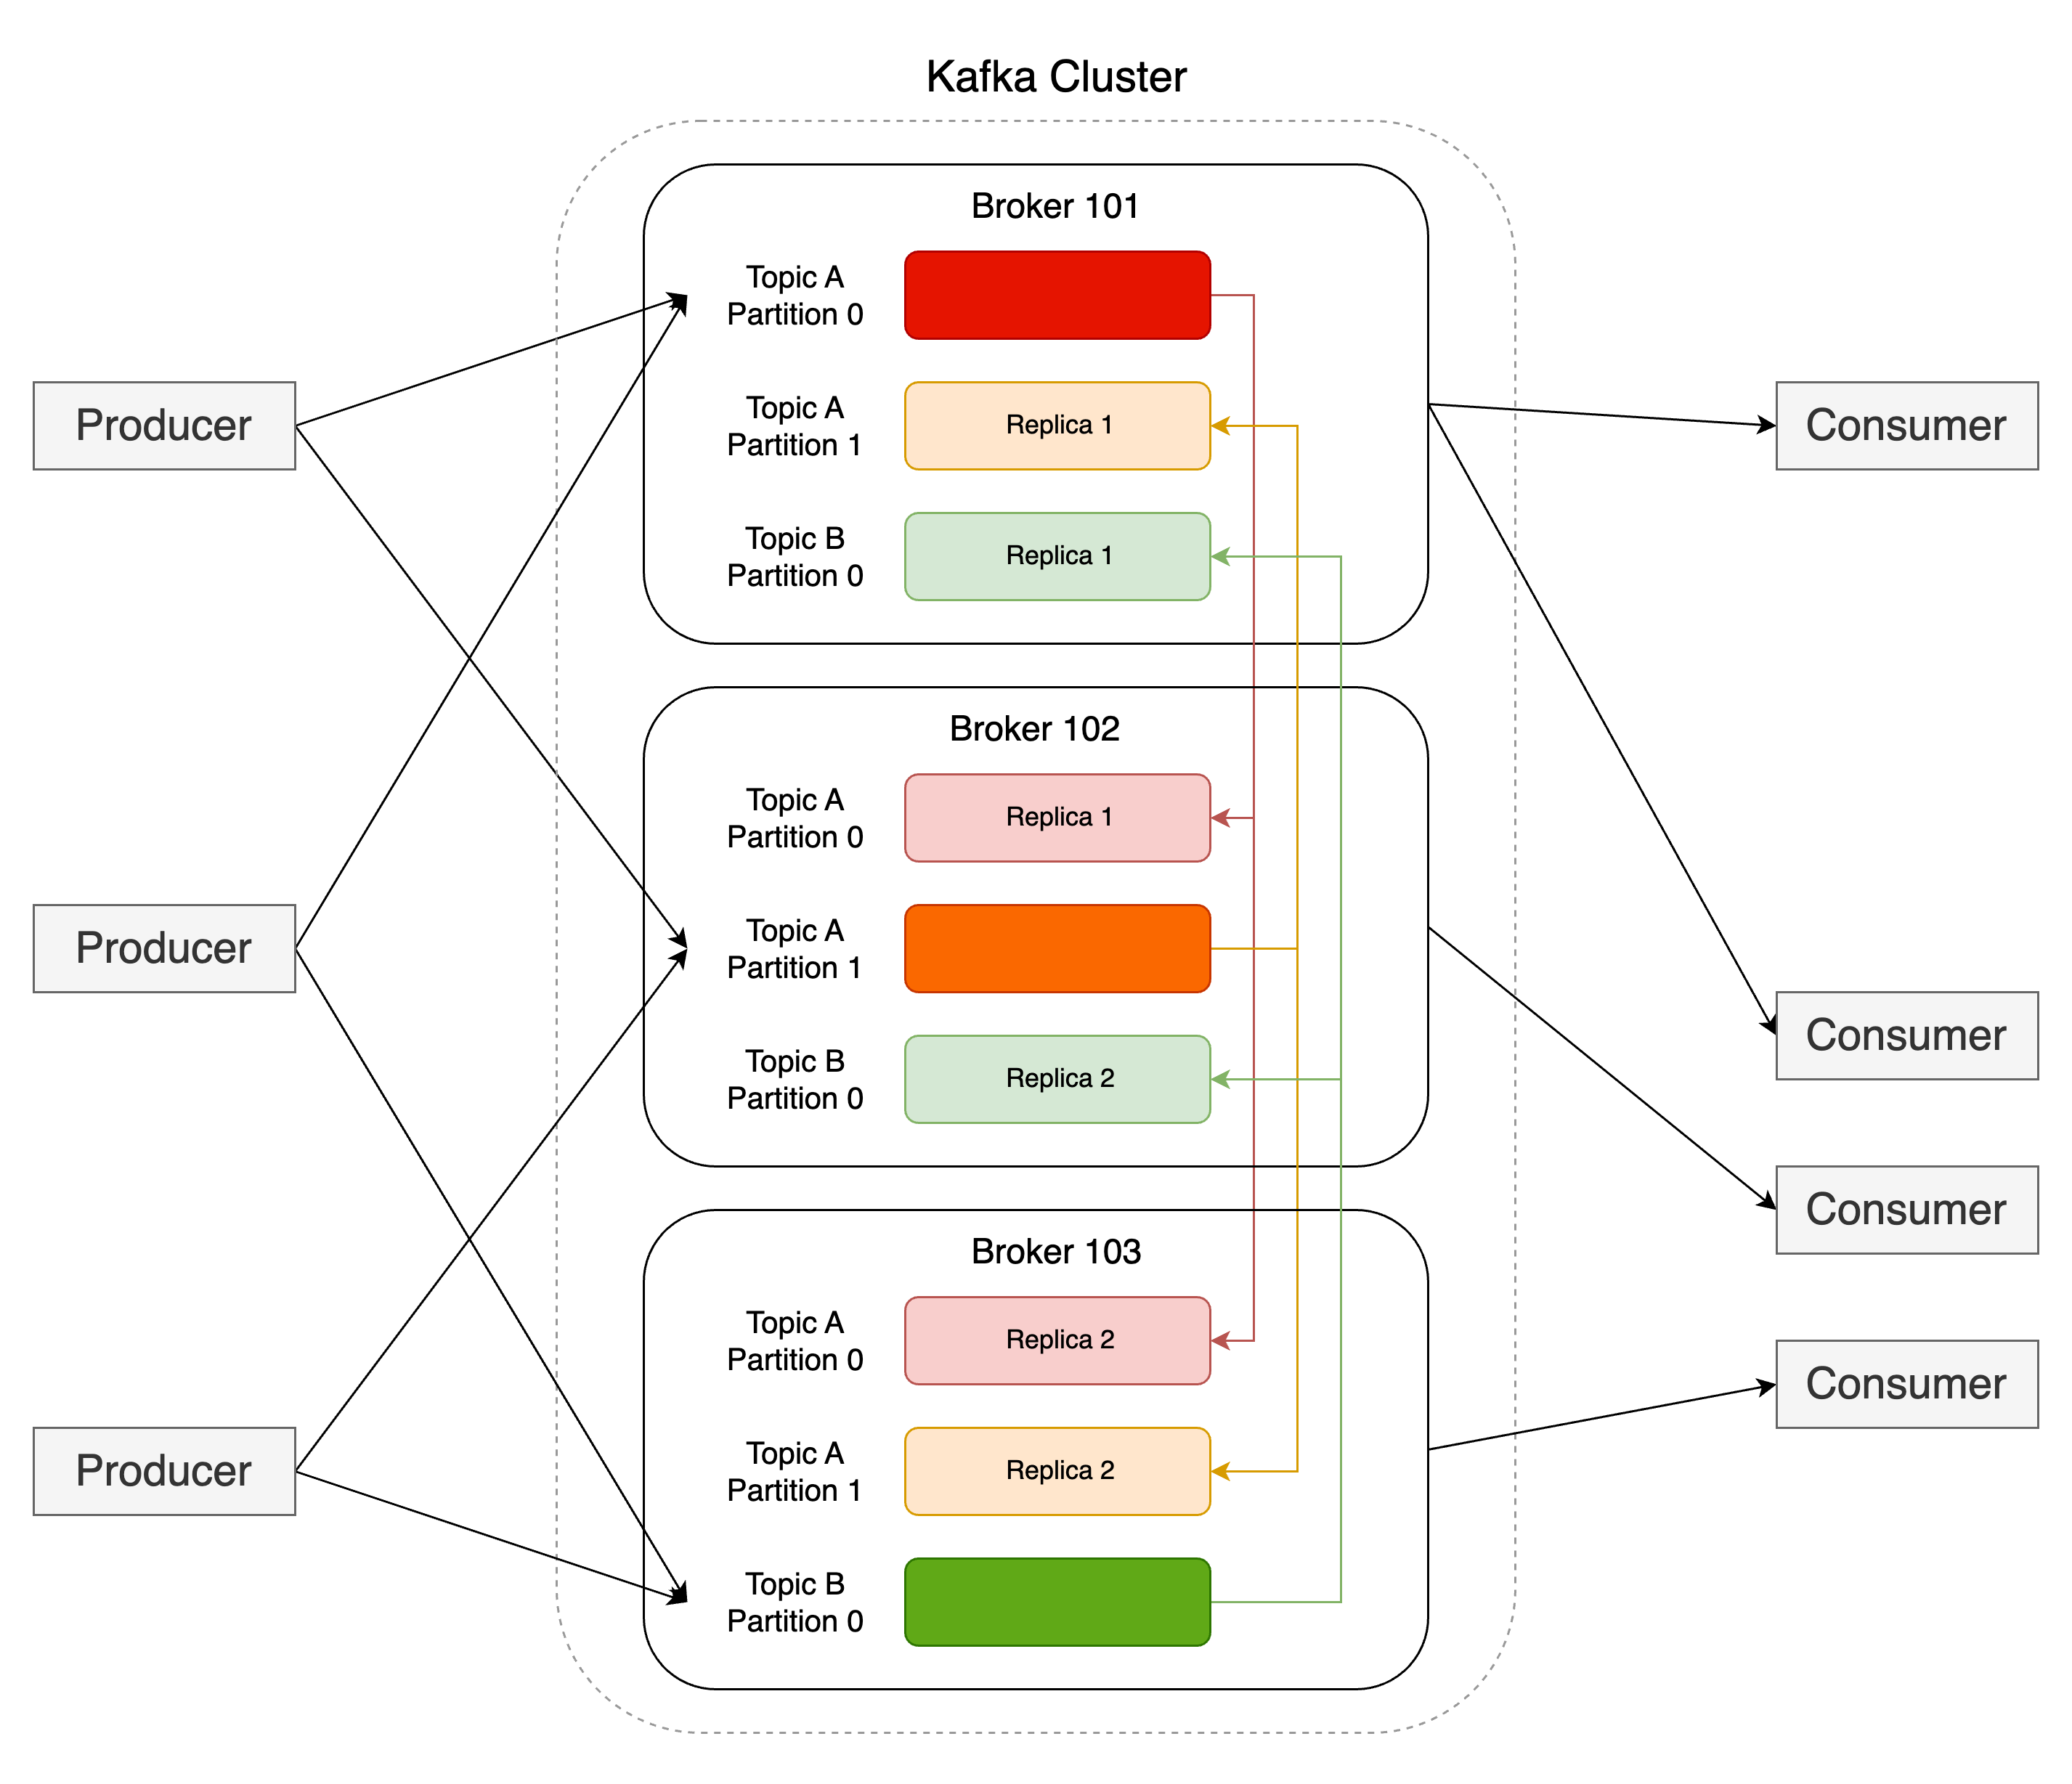 Kafka Cluster
Producer
Producer
Producer
Broker 101
Topic A
Partition 0
Topic A
Partition 1
Replica 1
Topic B
Partition 0
Replica 1
Broker 102
Topic A
Partition 0
Replica 1
Topic A
Partition 1
Topic B
Partition 0
Replica 2
Broker 103
Topic A
Partition 0
Replica 2
Topic A
Partition 1
Replica 2
Topic B
Partition 0
Consumer
Consumer
Consumer
Consumer